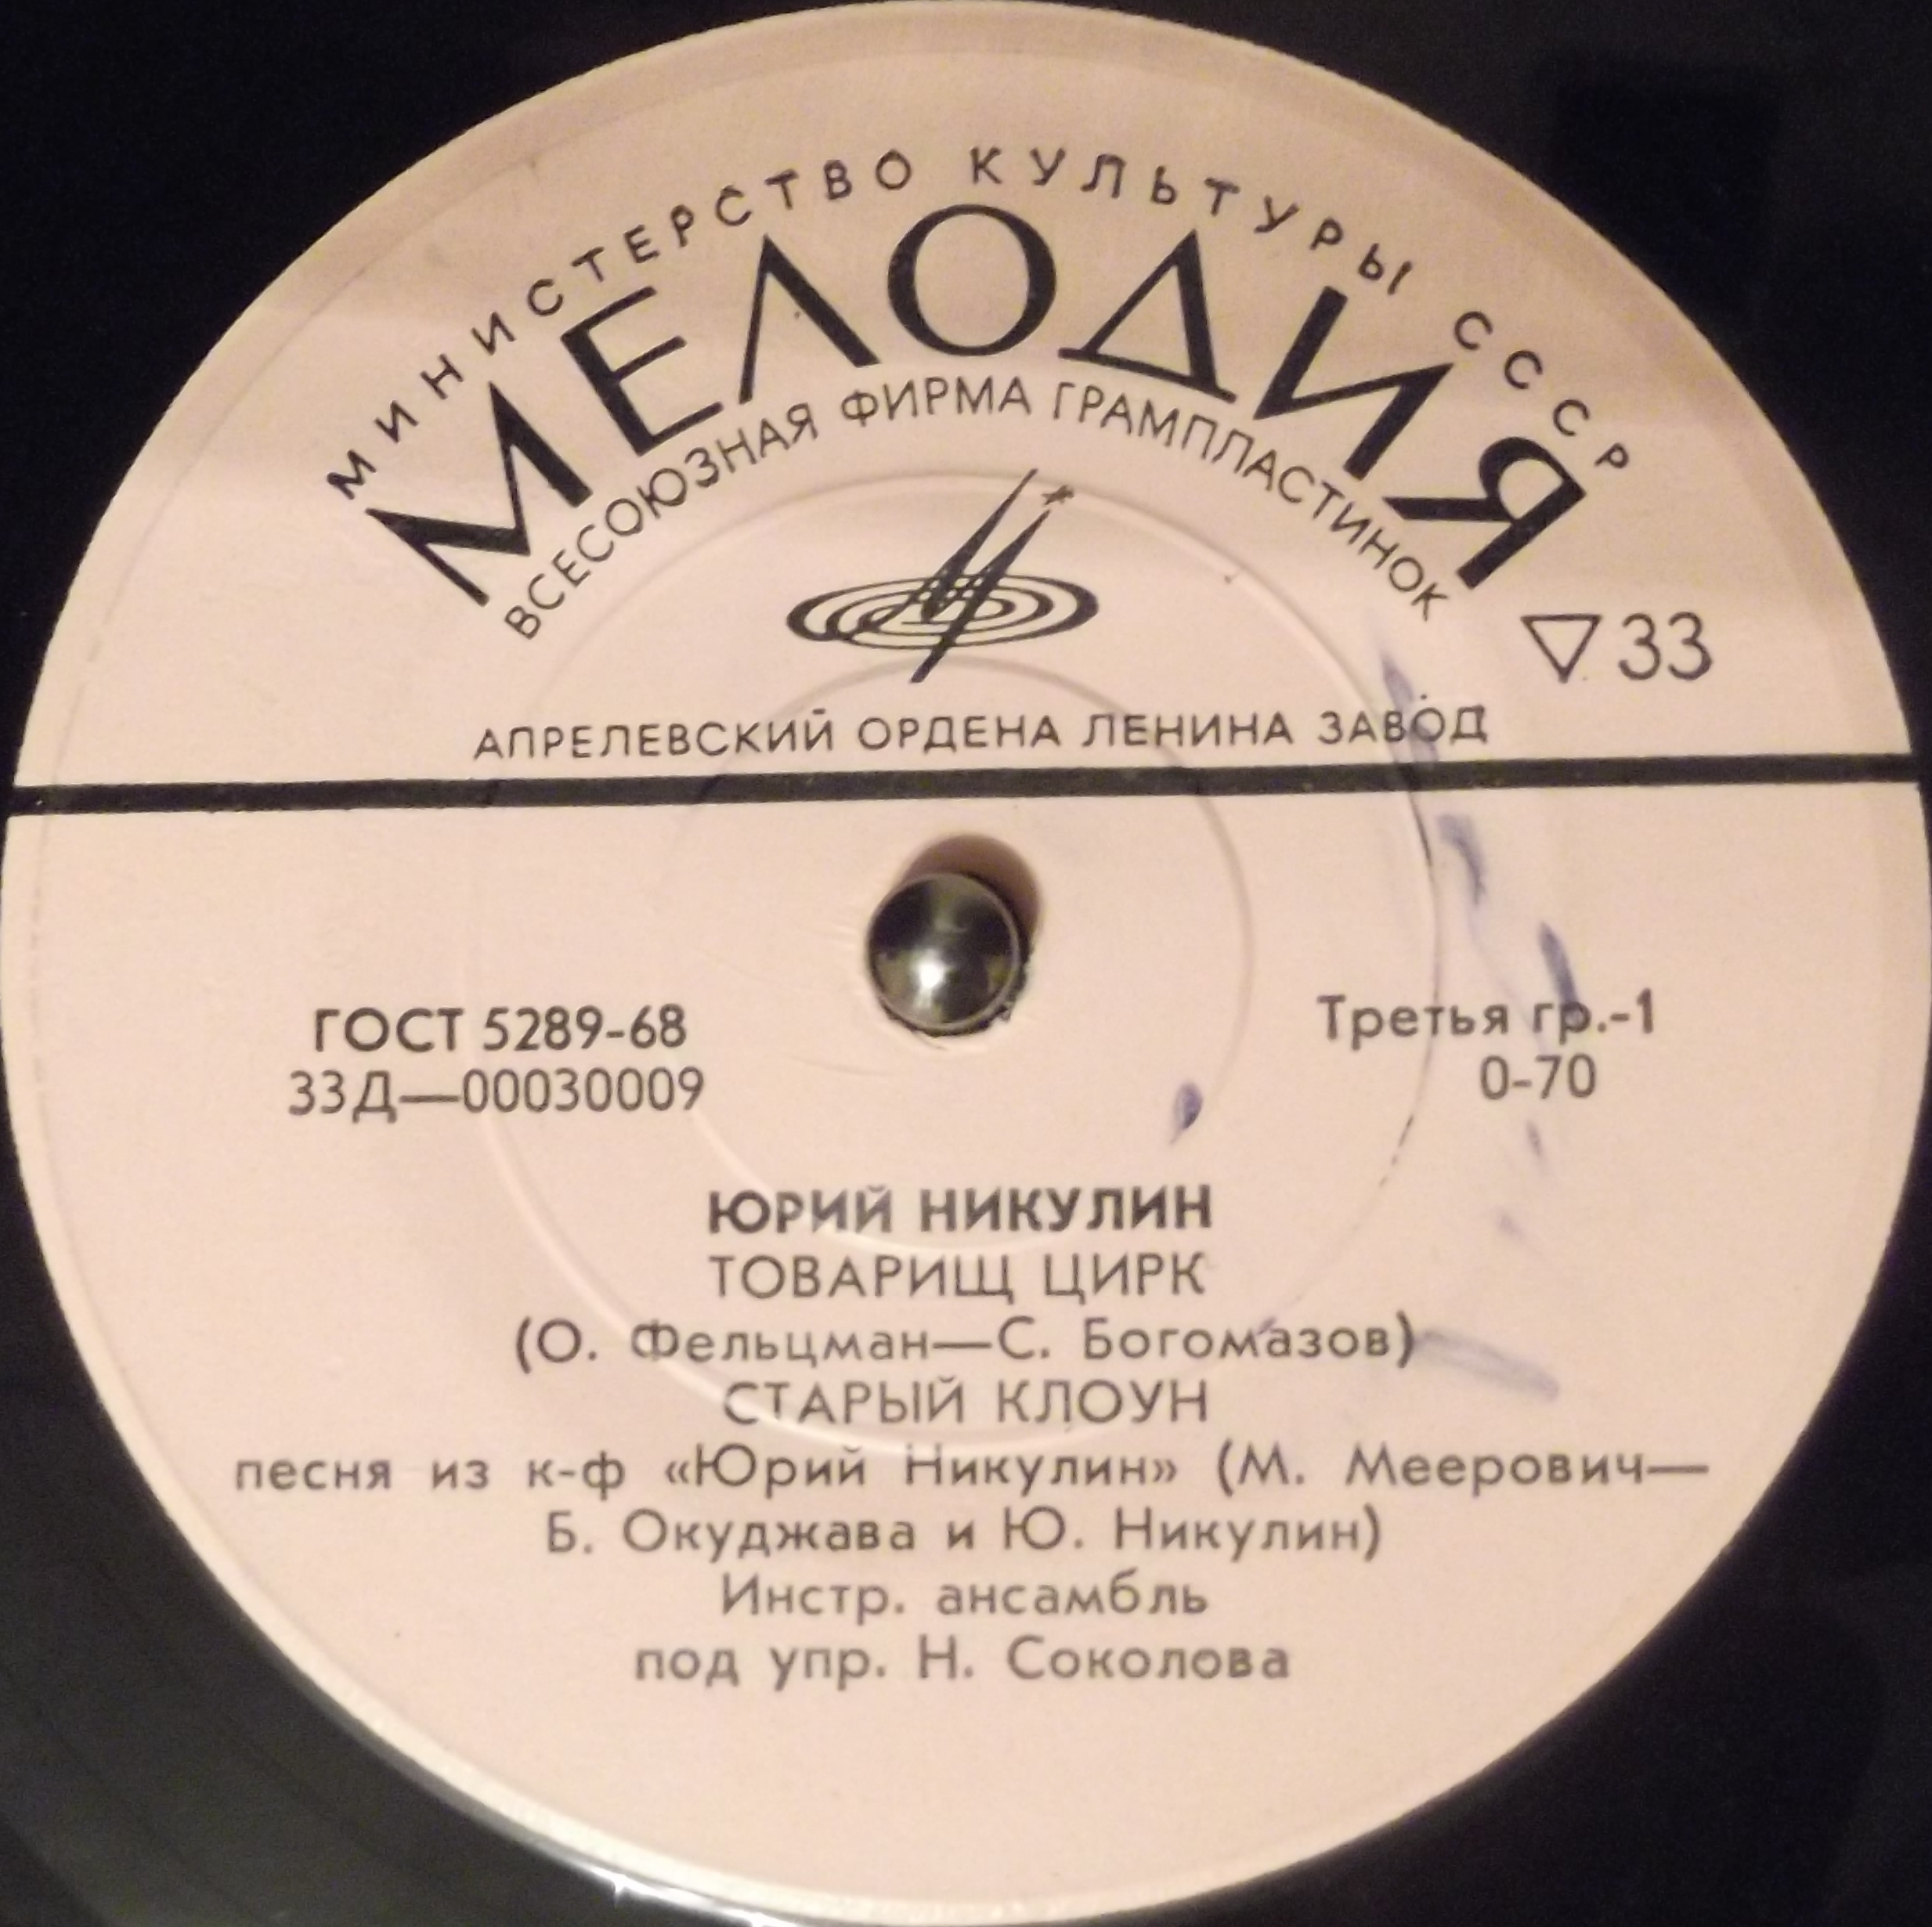 МИНИСТЕРСТВО КУЛЬТУРЫ СССР
МЕЛОДИЯ
ВСЕСОЮЗНАЯ ФИРМА ГРАМПЛАСТИНОК
▽33
АПРЕЛЕВСКИЙ ОРДЕНА ЛЕНИНА ЗАВОД
ГОСТ 5289-68
33Д—00030009
Третья гр.-1
0-70
ЮРИЙ НИКУЛИН
ТОВАРИЩ ЦИРК
(О. Фельцман—С. Богомазов)
СТАРЫЙ КЛОУН
песня из к-ф «Юрий Никулин» (М. Меерович—
Б. Окуджава и Ю. Никулин)
Инстр. ансамбль
под упр. Н. Соколова